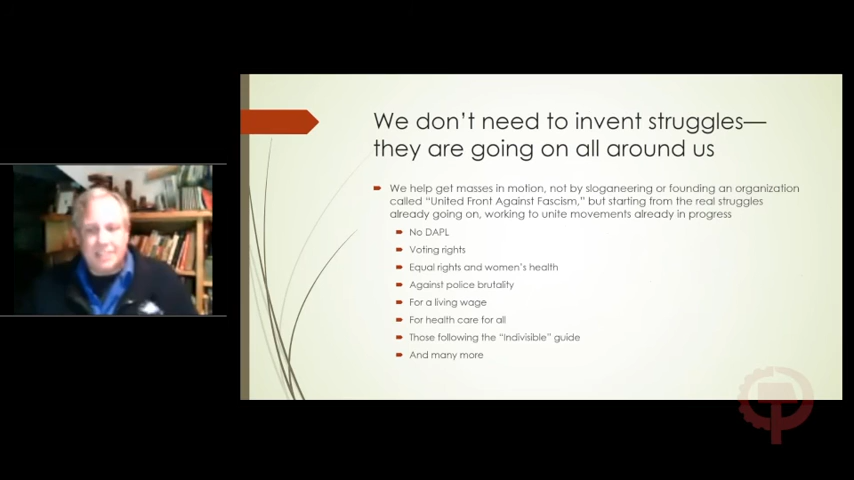 We don't need to invent struggles—
they are going on all around us
We help get masses in motion, not by sloganeering or founding an organization
called "United Front Against Fascism," but starting from the real struggles
already going on, working to unite movements already in progress
No DAPL
Voting rights
Equal rights and women's health
Against police brutality
For a living wage
For health care for all
Those following the "Indivisible" guide
And many more